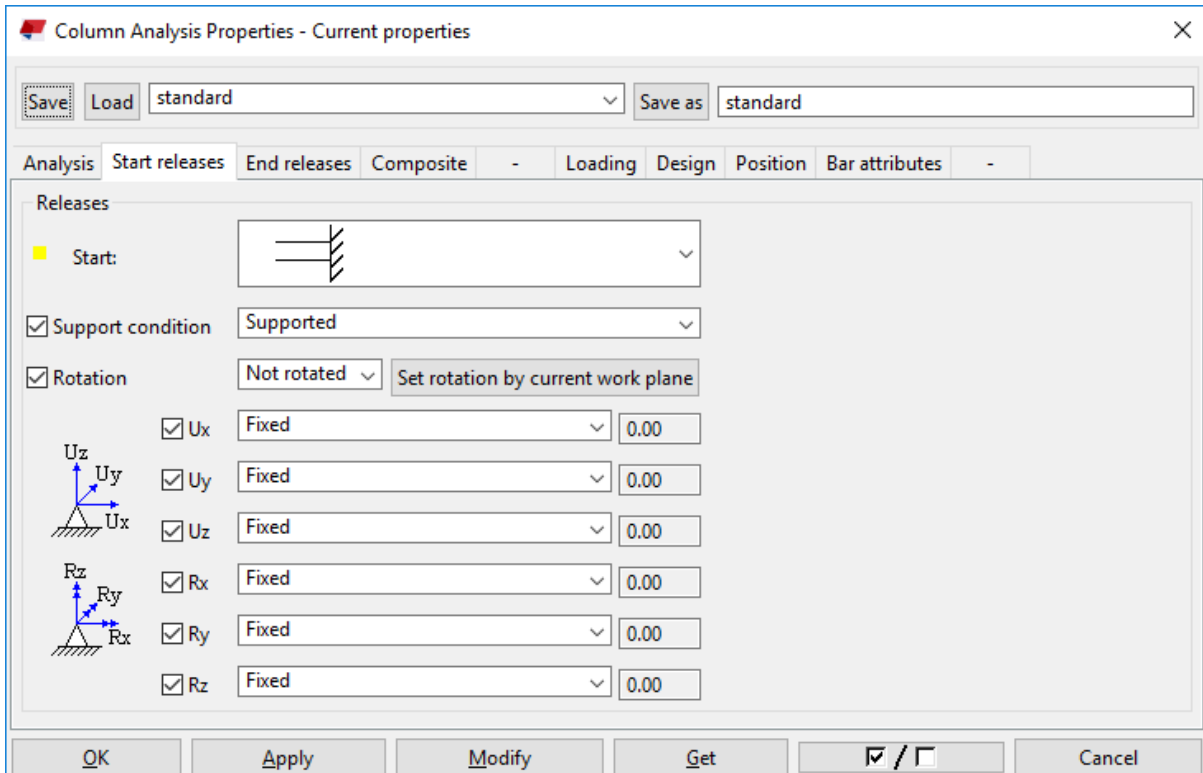 Column Analysis Properties - Current properties
Save Load standard Save as standard
Analysis Start releases End releases Composite - Loading Design Position Bar attributes -
Releases
Start:
Support condition Supported
Rotation Not rotated Set rotation by current work plane
Ux Fixed 0.00
Uz
Uy
Ux
Uy Fixed 0.00
Uz Fixed 0.00
Rx Fixed 0.00
Rz
Ry
Rx
Ry Fixed 0.00
Rz Fixed 0.00
OK Apply Modify Get / Cancel